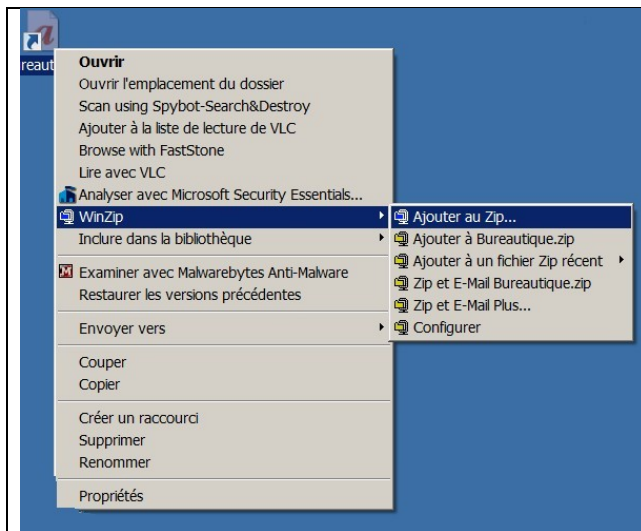 reaut
Ouvrir
Ouvrir l'emplacement du dossier
Scan using Spybot-Search&Destroy
Ajouter à la liste de lecture de VLC
Browse with FastStone
Lire avec VLC
Analyser avec Microsoft Security Essentials...
WinZip
Inclure dans la bibliothèque
Examiner avec Malwarebytes Anti-Malware
Restaurer les versions précédentes
Envoyer vers
Couper
Copier
Créer un raccourci
Supprimer
Renommer
Propriétés
Ajouter au Zip...
Ajouter à Bureautique.zip
Ajouter à un fichier Zip récent
Zip et E-Mail Bureautique.zip
Zip et E-Mail Plus...
Configurer